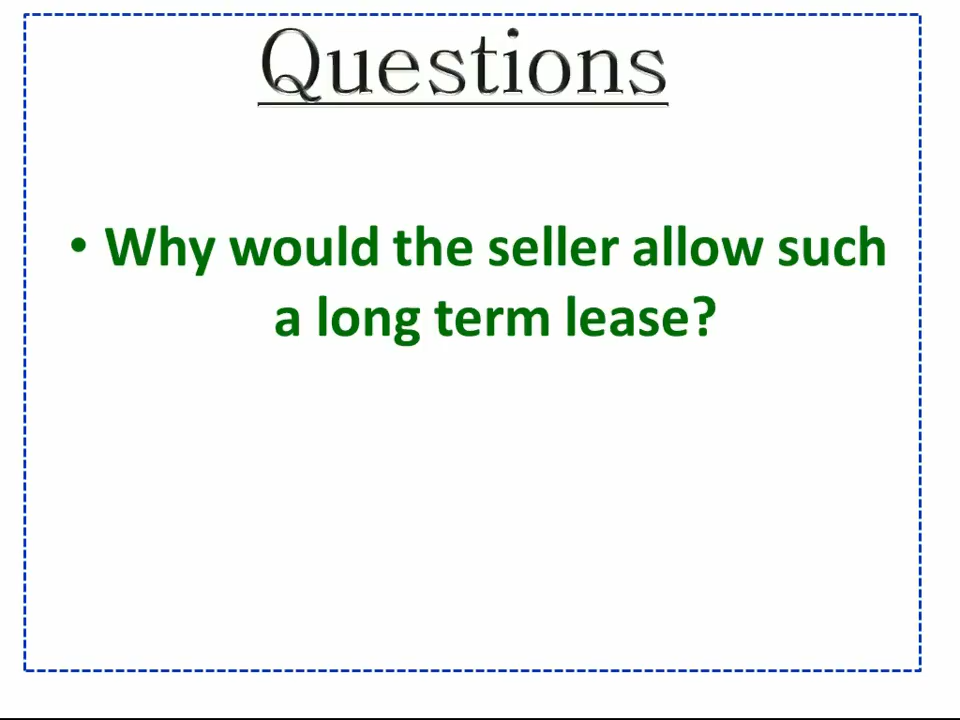 Questions
• Why would the seller allow such
a long term lease?